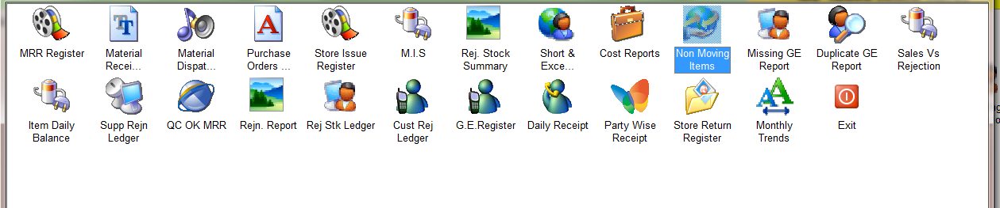 MRR Register
Material
Recei...
Material
Dispat...
Purchase
Orders ...
Store Issue
Register
M.I.S
Rej. Stock
Summary
Short &
Exce...
Cost Reports
Non Moving
Items
Missing GE
Report
Duplicate GE
Report
Sales Vs
Rejection
Item Daily
Balance
Supp Rejn
Ledger
QC OK MRR
Rejn. Report
Rej Stk Ledger
Cust Rej
Ledger
G.E.Register
Daily Receipt
Party Wise
Receipt
Store Return
Register
Monthly
Trends
Exit